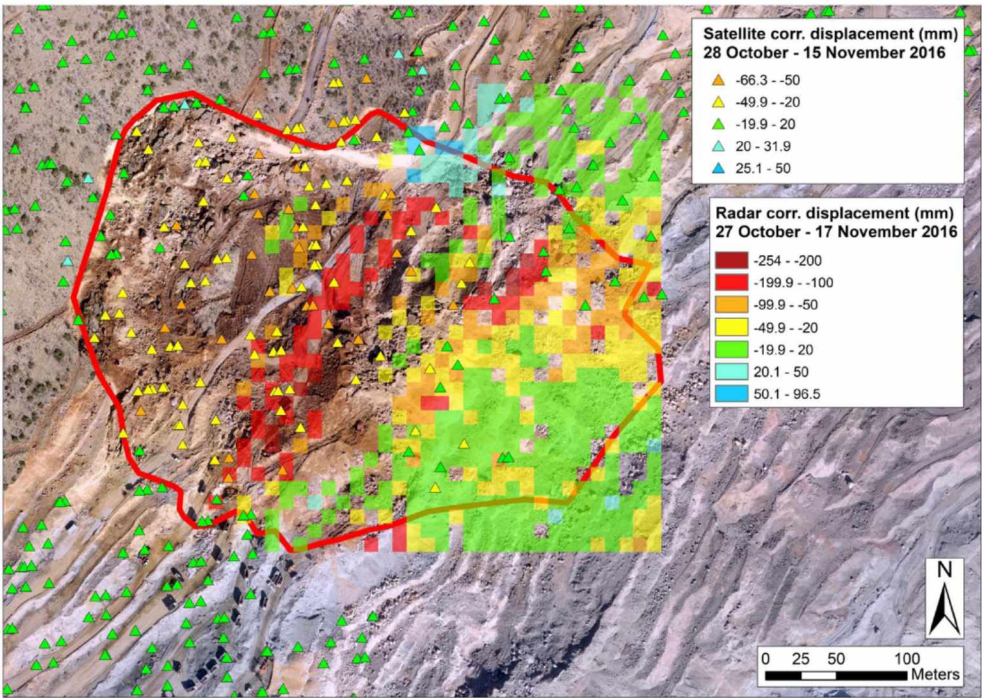 Satellite corr. displacement (mm)
28 October - 15 November 2016
-66.3 - -50
-49.9 - -20
-19.9 - 20
20 - 31.9
25.1 - 50
Radar corr. displacement (mm)
27 October - 17 November 2016
-254 - -200
-199.9 - -100
-99.9 - -50
-49.9 - -20
-19.9 - 20
20.1 - 50
50.1 - 96.5
N
0 25 50 100
Meters